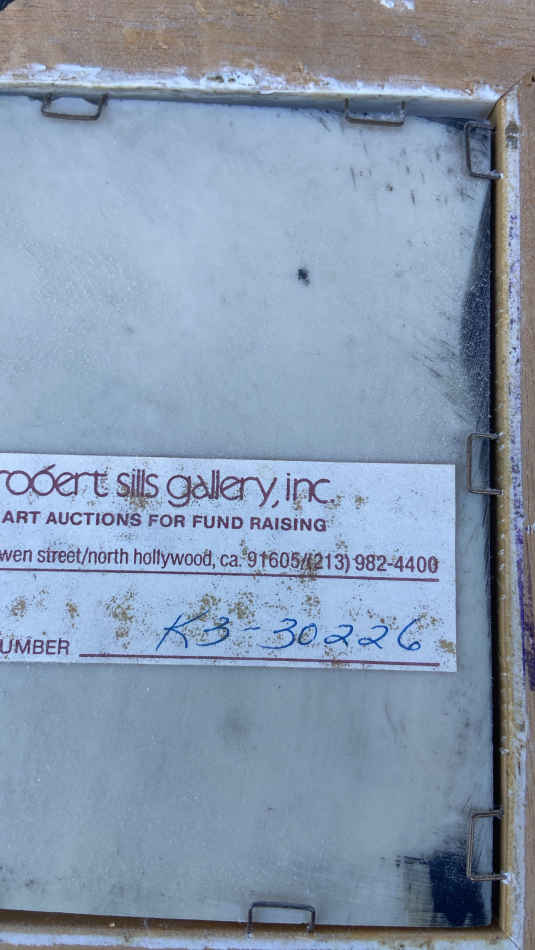 robert sills gallery, inc.
ART AUCTIONS FOR FUND RAISING
wen street/north hollywood, ca. 91605/(213) 982-4400
UMBER K3-30226